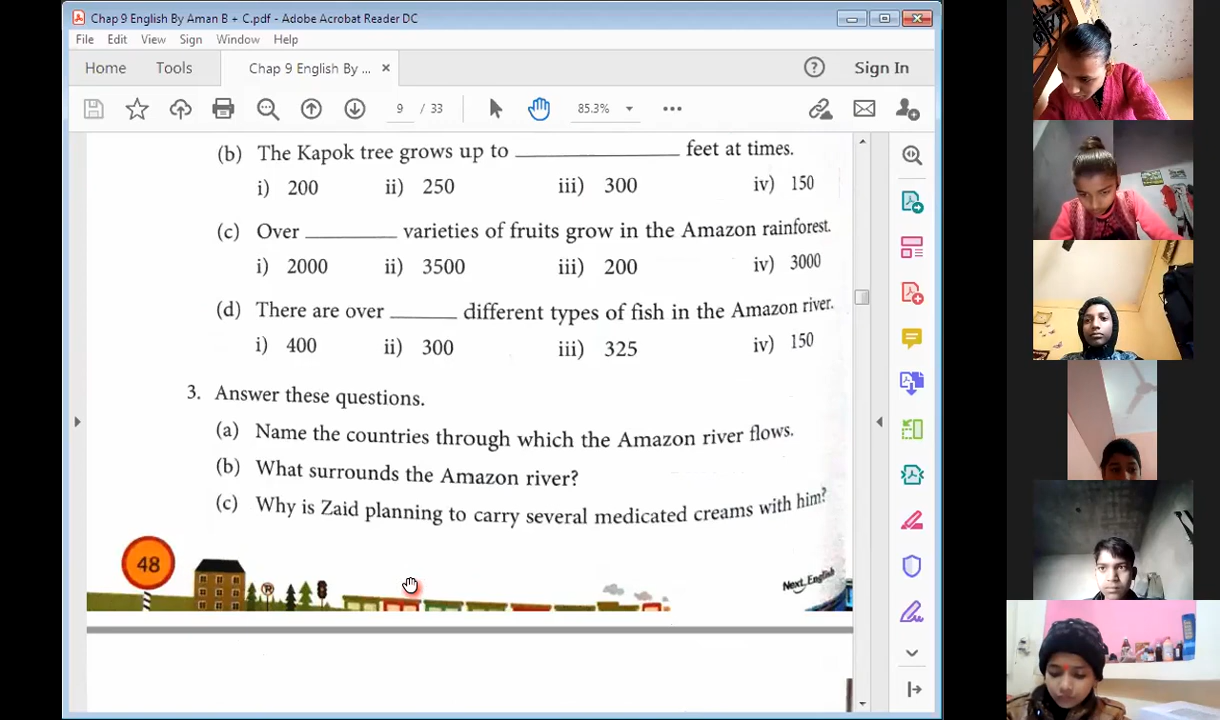 Chap 9 English By Aman B + C.pdf - Adobe Acrobat Reader DC
File Edit View Sign Window Help
Home Tools Chap 9 English By ... × Sign In
9 / 33 85.3%
(b) The Kapok tree grows up to ________ feet at times.
i) 200 ii) 250 iii) 300 iv) 150
(c) Over ________ varieties of fruits grow in the Amazon rainforest.
i) 2000 ii) 3500 iii) 200 iv) 3000
(d) There are over ________ different types of fish in the Amazon river.
i) 400 ii) 300 iii) 325 iv) 150
3. Answer these questions.
(a) Name the countries through which the Amazon river flows.
(b) What surrounds the Amazon river?
(c) Why is Zaid planning to carry several medicated creams with him?
48
Next English